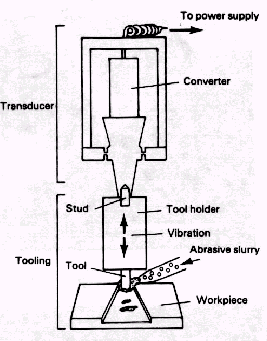 To power supply
Converter
Transducer
Stud
Tool holder
Vibration
Abrasive slurry
Tooling
Tool
Workpiece